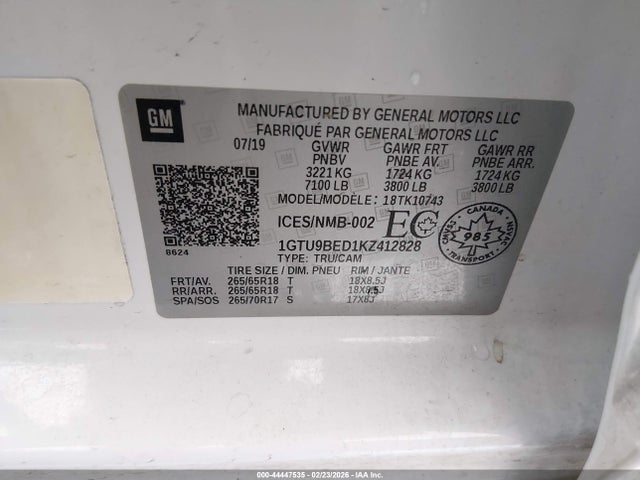 GM
MANUFACTURED BY GENERAL MOTORS LLC
FABRIQUÉ PAR GENERAL MOTORS LLC
07/19 GVWR GAWR FRT GAWR RR
PNBV PNBE AV. PNBE ARR.
3221 KG 1724 KG 1724 KG
7100 LB 3800 LB 3800 LB
MODEL/MODÈLE: 18TK10743
ICES/NMB-002 EC
1GTU9BED1KZ412828
TYPE: TRU/CAM
8624
CANADA
985
TRANSPORT
TIRE SIZE / DIM. PNEU RIM / JANTE
FRT/AV. 265/65R18 T 18X8.5J
RR/ARR. 265/65R18 T 18X8.5J
SPA/SOS 265/70R17 S 17X8J
000-44447535 - 02/23/2026 - COPYRIGHT © IAA, LLC